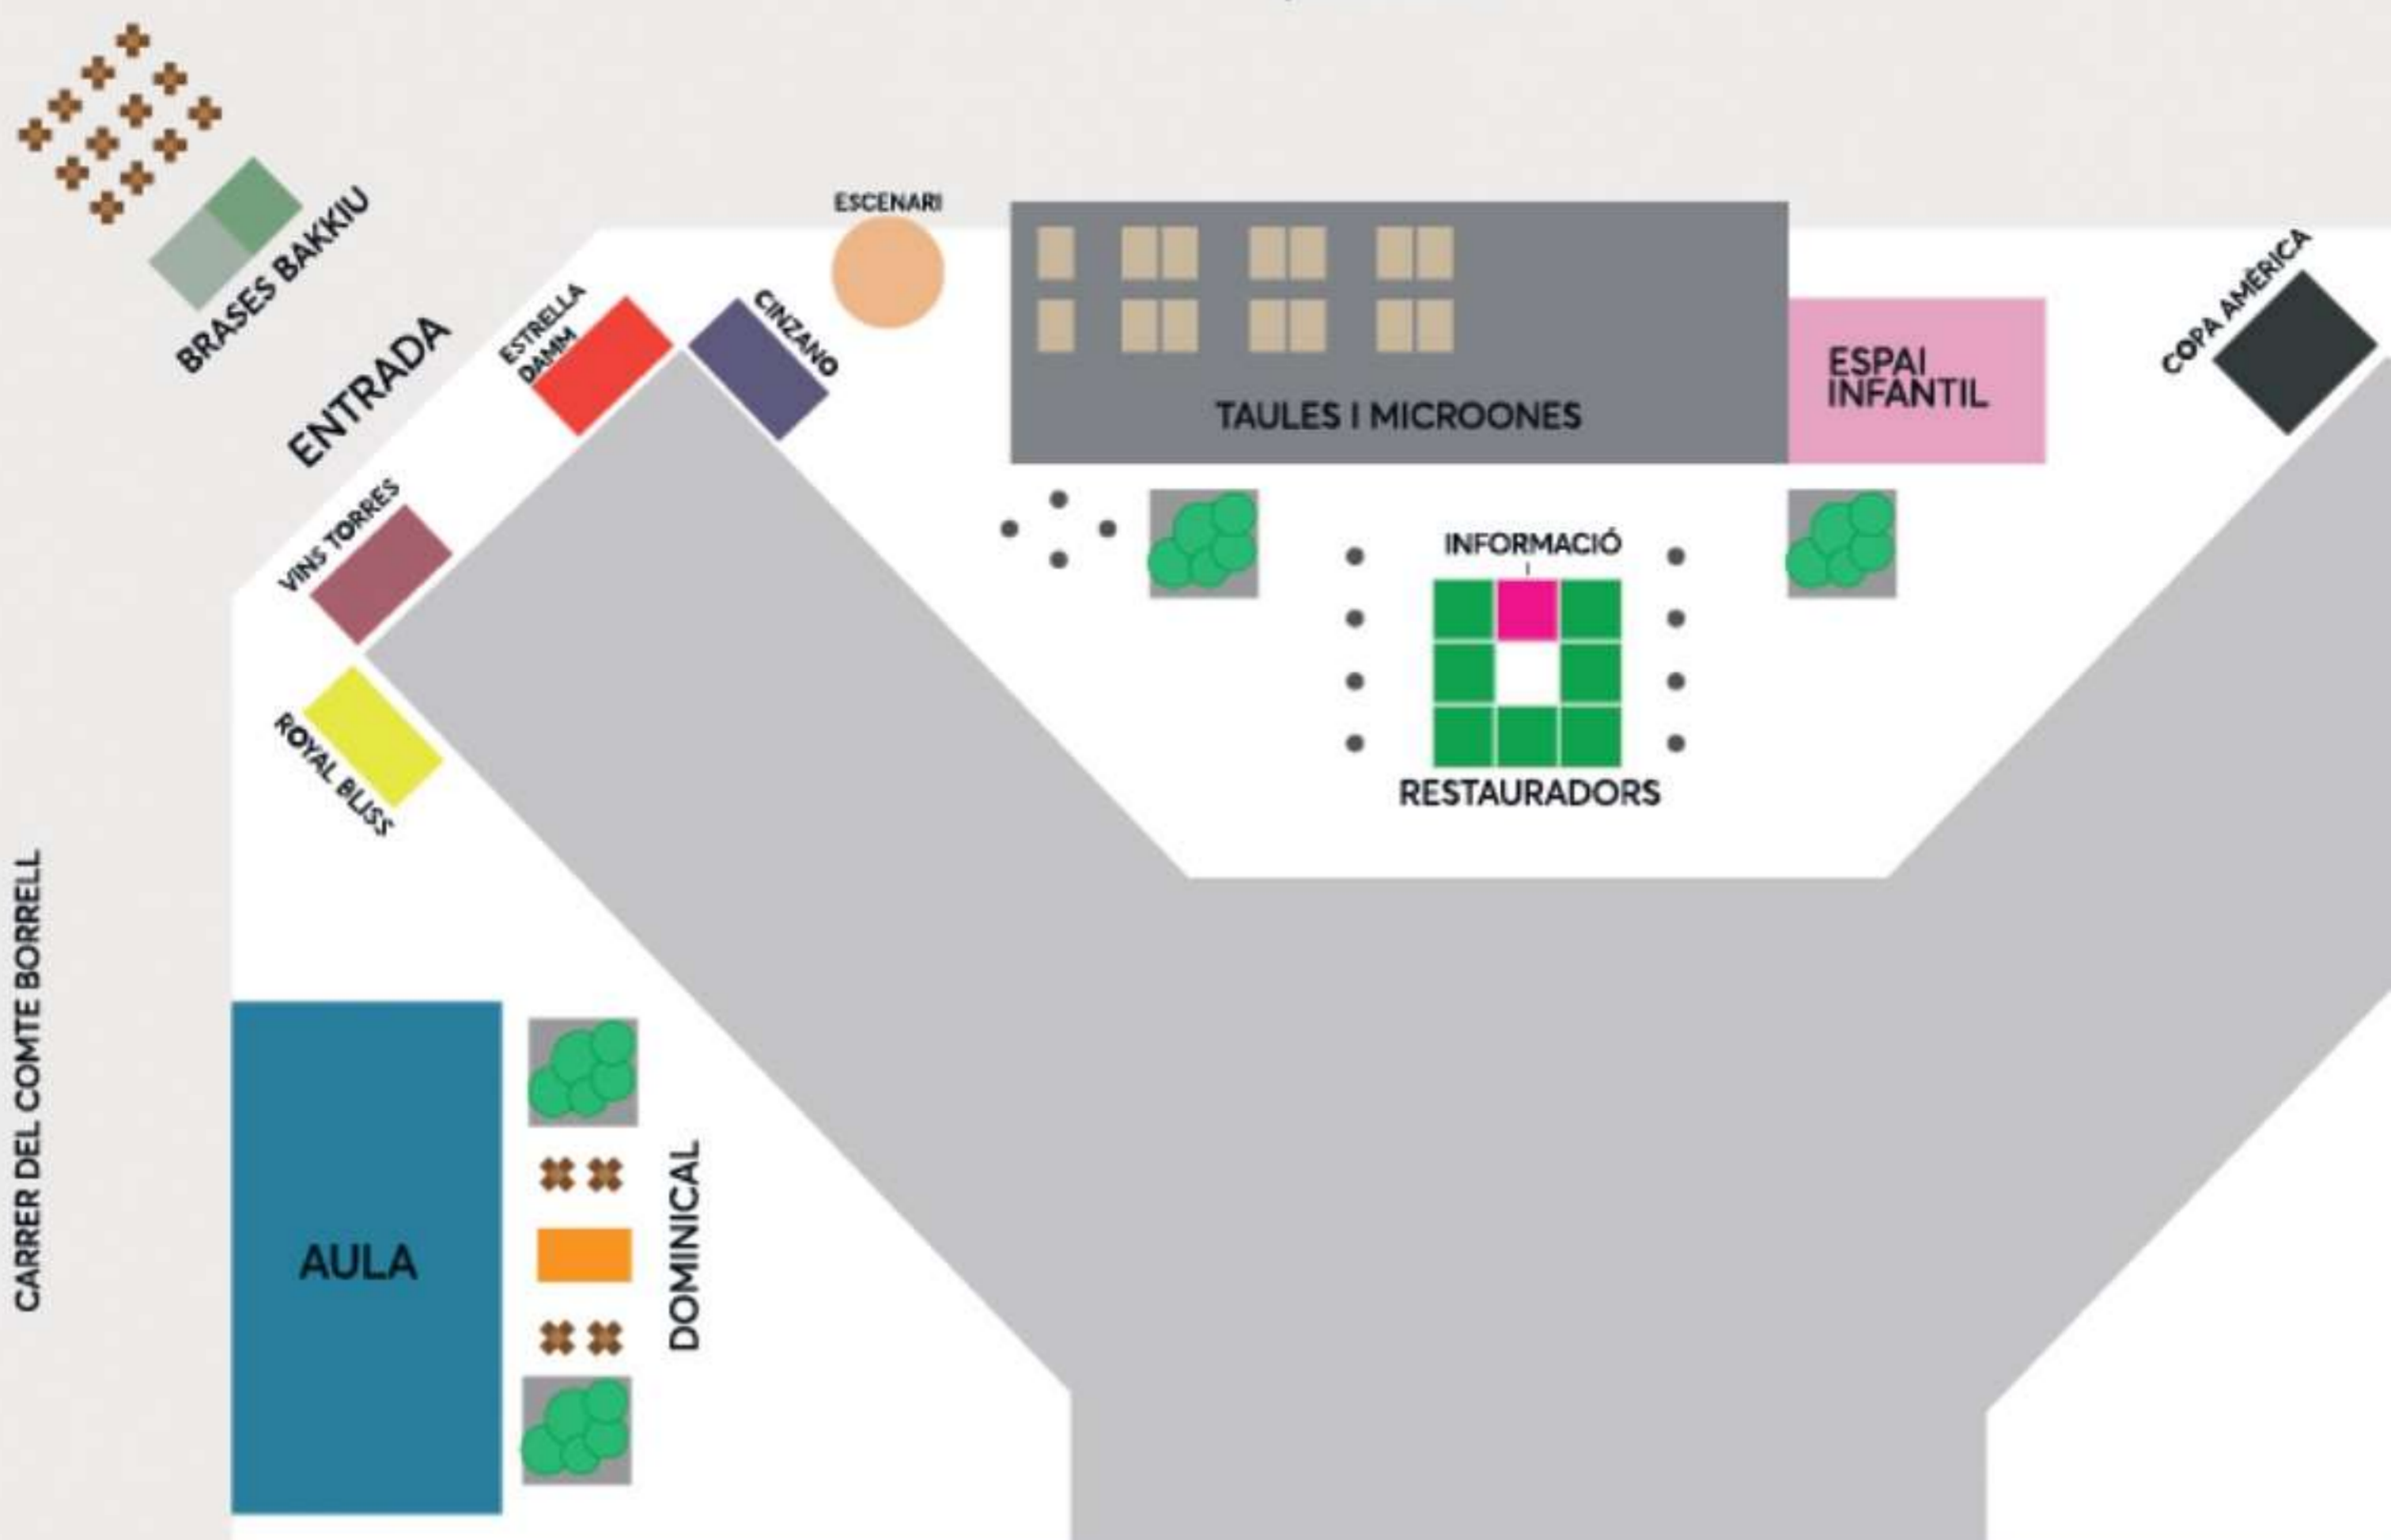 BRASES BAKKIU
ENTRADA
ESTRELLA
DAMM
CINZANO
ESCENARI
TAULES I MICROONES
ESPAI
INFANTIL
COPA AMÈRICA
VINS TORRES
ROYAL BLISS
INFORMACIÓ
RESTAURADORS
CARRER DEL COMTE BORRELL
AULA
DOMINICAL